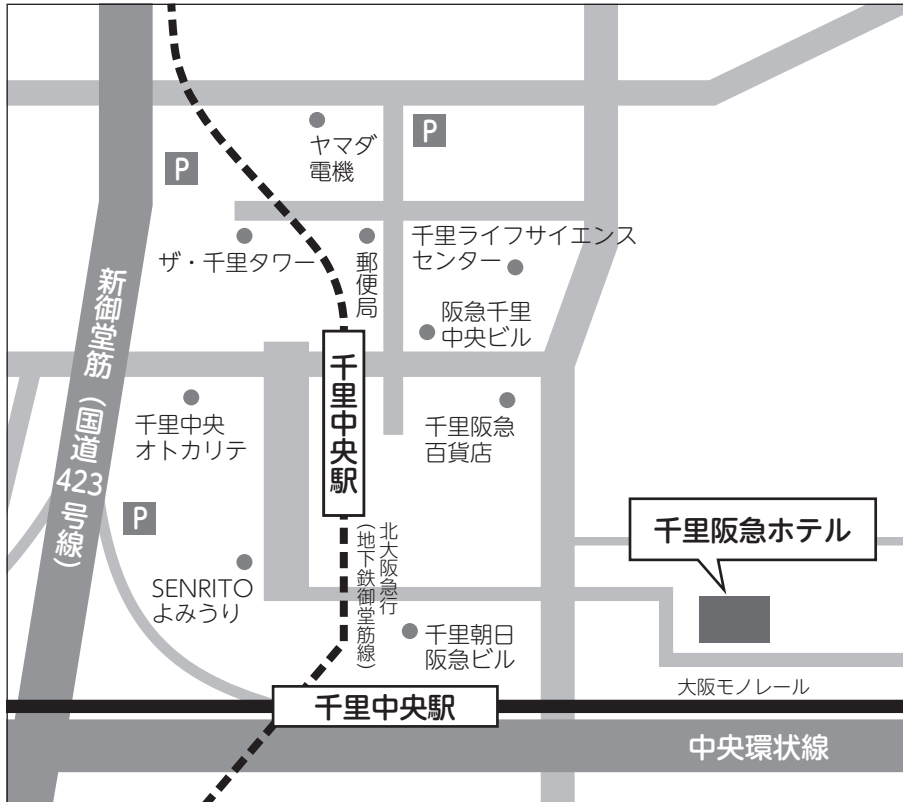 P
ヤマダ
電機
P
千里ライフサイエンス
センター
ザ・千里タワー
郵便局
阪急千里
中央ビル
新御堂筋（国道423号線）
千里中央駅
千里中央
オトカリテ
千里阪急
百貨店
P
千里阪急ホテル
北大阪急行
（地下鉄御堂筋線）
SENRITO
よみうり
千里朝日
阪急ビル
大阪モノレール
千里中央駅
中央環状線